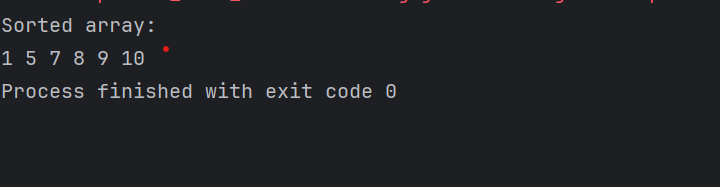 Sorted array:
1 5 7 8 9 10
Process finished with exit code 0